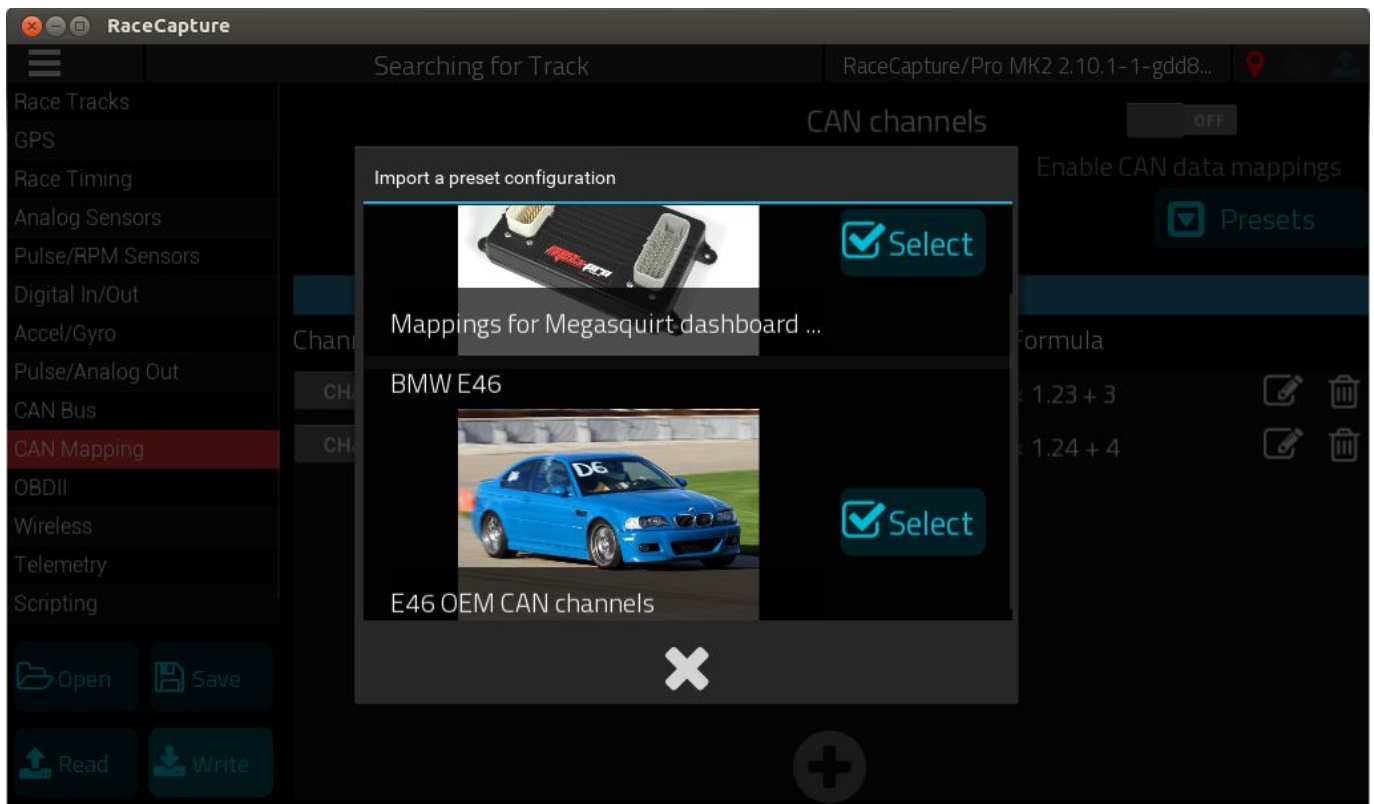 RaceCapture
Searching for Track
RaceCapture/Pro MK2 2.10.1-1-gdd8...
Race Tracks
GPS
Race Timing
Analog Sensors
Pulse/RPM Sensors
Digital In/Out
Accel/Gyro
Pulse/Analog Out
CAN Bus
CAN Mapping
OBDII
Wireless
Telemetry
Scripting
Open
Save
Read
Write
CAN channels
OFF
Enable CAN data mappings
Presets
Chann
Formula
CHA
1.23 + 3
CHA
1.24 + 4
Import a preset configuration
Select
Mappings for Megasquirt dashboard ...
BMW E46
D6
Select
E46 OEM CAN channels